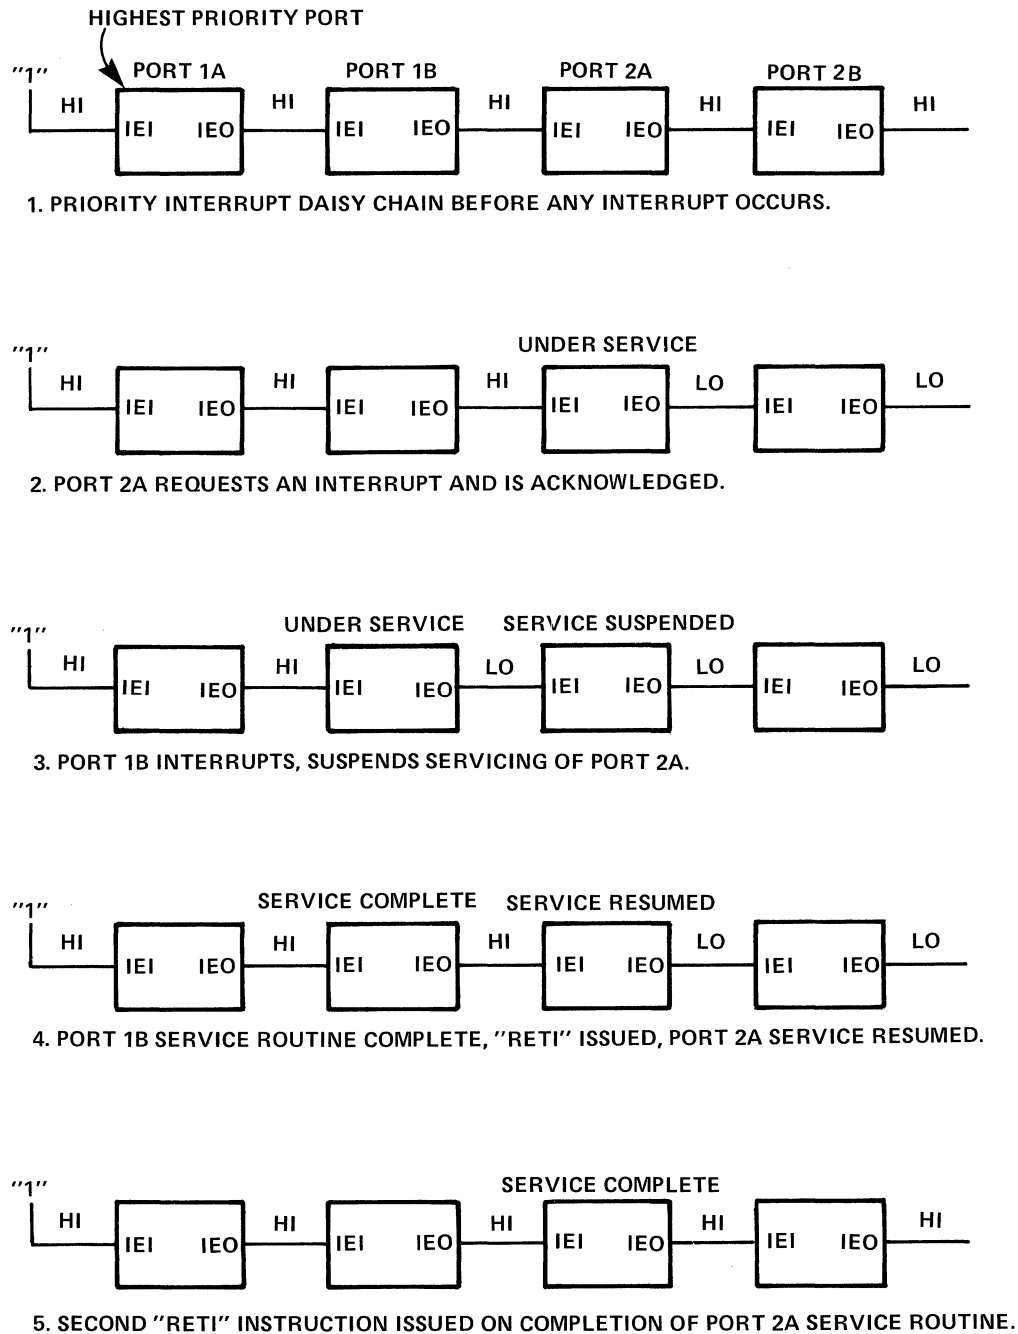 HIGHEST PRIORITY PORT
"1" PORT 1A PORT 1B PORT 2A PORT 2B
HI HI HI HI HI
IEI IEO IEI IEO IEI IEO IEI IEO
1. PRIORITY INTERRUPT DAISY CHAIN BEFORE ANY INTERRUPT OCCURS.
UNDER SERVICE
"1"
HI HI HI LO LO
IEI IEO IEI IEO IEI IEO IEI IEO
2. PORT 2A REQUESTS AN INTERRUPT AND IS ACKNOWLEDGED.
UNDER SERVICE SERVICE SUSPENDED
"1"
HI HI LO LO LO
IEI IEO IEI IEO IEI IEO IEI IEO
3. PORT 1B INTERRUPTS, SUSPENDS SERVICING OF PORT 2A.
SERVICE COMPLETE SERVICE RESUMED
"1"
HI HI HI LO LO
IEI IEO IEI IEO IEI IEO IEI IEO
4. PORT 1B SERVICE ROUTINE COMPLETE, "RETI" ISSUED, PORT 2A SERVICE RESUMED.
SERVICE COMPLETE
"1"
HI HI HI HI HI
IEI IEO IEI IEO IEI IEO IEI IEO
5. SECOND "RETI" INSTRUCTION ISSUED ON COMPLETION OF PORT 2A SERVICE ROUTINE.